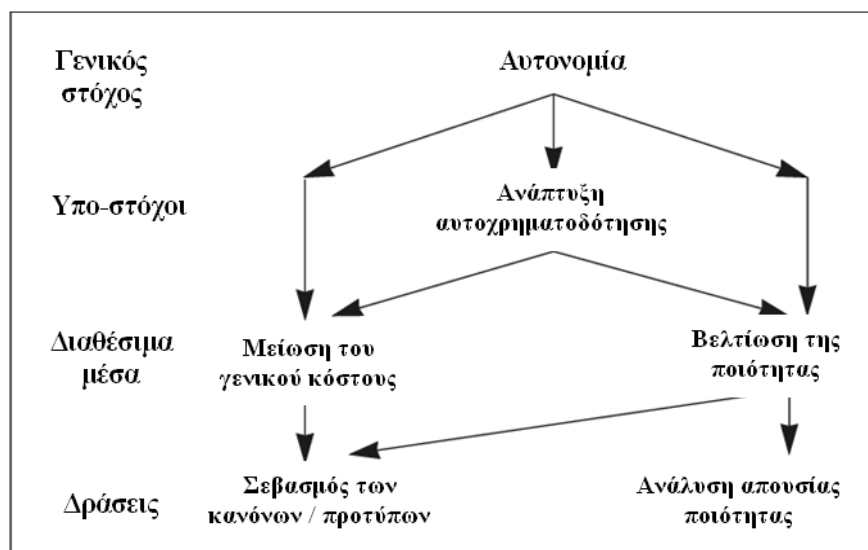 Γενικός
στόχος
Αυτονομία
Υπο-στόχοι
Ανάπτυξη
αυτοχρηματοδότησης
Διαθέσιμα
μέσα
Μείωση του
γενικού κόστους
Βελτίωση της
ποιότητας
Δράσεις
Σεβασμός των
κανόνων / προτύπων
Ανάλυση απουσίας
ποιότητας